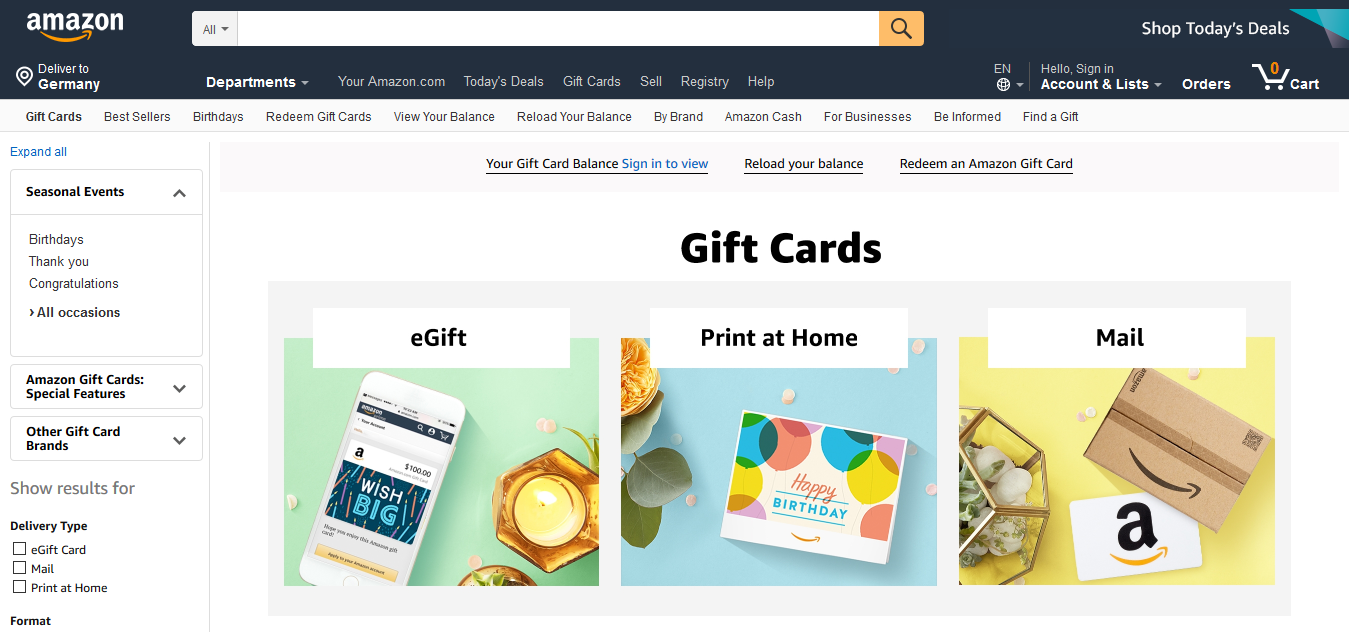 amazon
All
Shop Today's Deals
Deliver to
Germany
Departments
Your Amazon.com
Today's Deals
Gift Cards
Sell
Registry
Help
EN
Hello, Sign in
Account & Lists
Orders
0
Cart
Gift Cards
Best Sellers
Birthdays
Redeem Gift Cards
View Your Balance
Reload Your Balance
By Brand
Amazon Cash
For Businesses
Be Informed
Find a Gift
Expand all
Seasonal Events
Birthdays
Thank you
Congratulations
› All occasions
Amazon Gift Cards:
Special Features
Other Gift Card
Brands
Show results for
Delivery Type
eGift Card
Mail
Print at Home
Format
Your Gift Card Balance Sign in to view
Reload your balance
Redeem an Amazon Gift Card
Gift Cards
eGift
amazon
Your Account
a
$100.00
WISH
BIG
Hope you enjoy this Amazon gift
card!
Apply to your Amazon account
Print at Home
Happy
BIRTHDAY
Mail
amazon
a